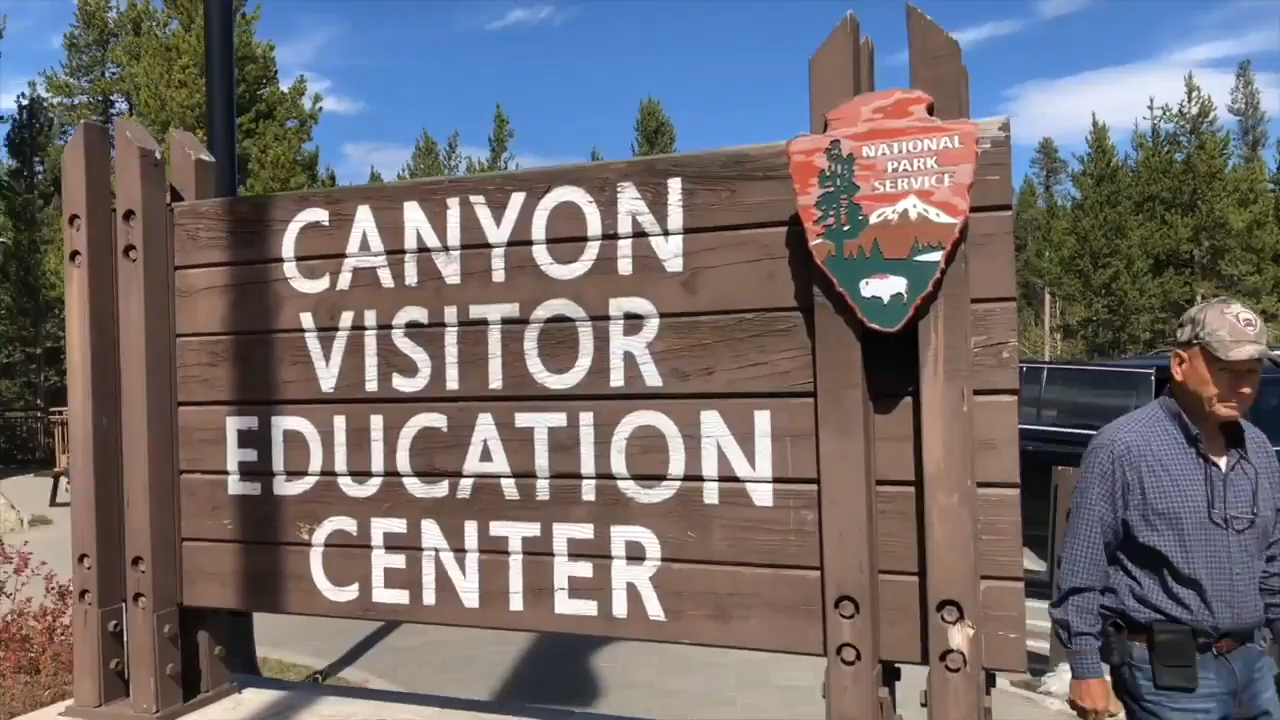 CANYON
VISITOR
EDUCATION
CENTER
NATIONAL
PARK
SERVICE